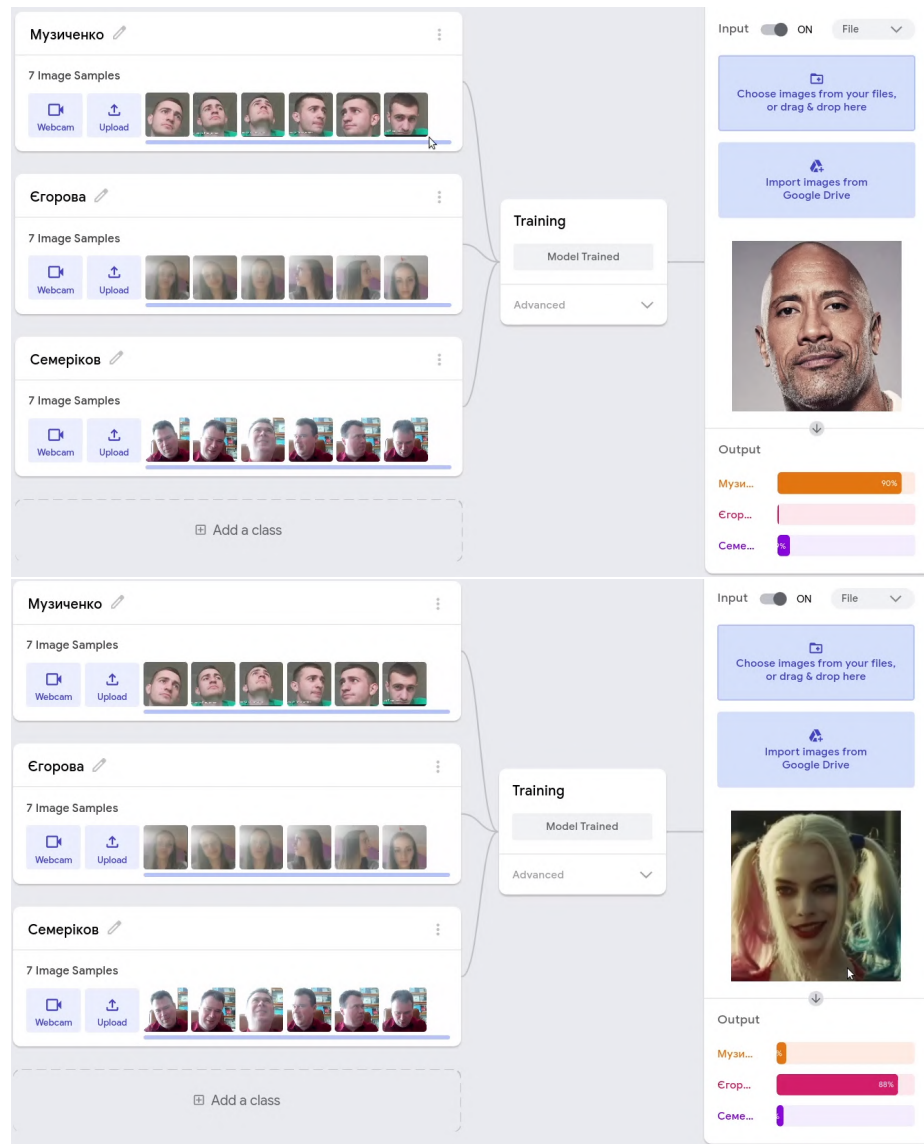 Музиченко
7 Image Samples
Webcam
Upload
Єгорова
7 Image Samples
Webcam
Upload
Семеріков
7 Image Samples
Webcam
Upload
Add a class
Training
Model Trained
Advanced
Input ON File
Choose images from your files,
or drag & drop here
Import images from
Google Drive
Output
Музи... 90%
Єгор...
Семе...
Музиченко
7 Image Samples
Webcam
Upload
Єгорова
7 Image Samples
Webcam
Upload
Семеріков
7 Image Samples
Webcam
Upload
Add a class
Training
Model Trained
Advanced
Input ON File
Choose images from your files,
or drag & drop here
Import images from
Google Drive
Output
Музи... %
Єгор... 88%
Семе...